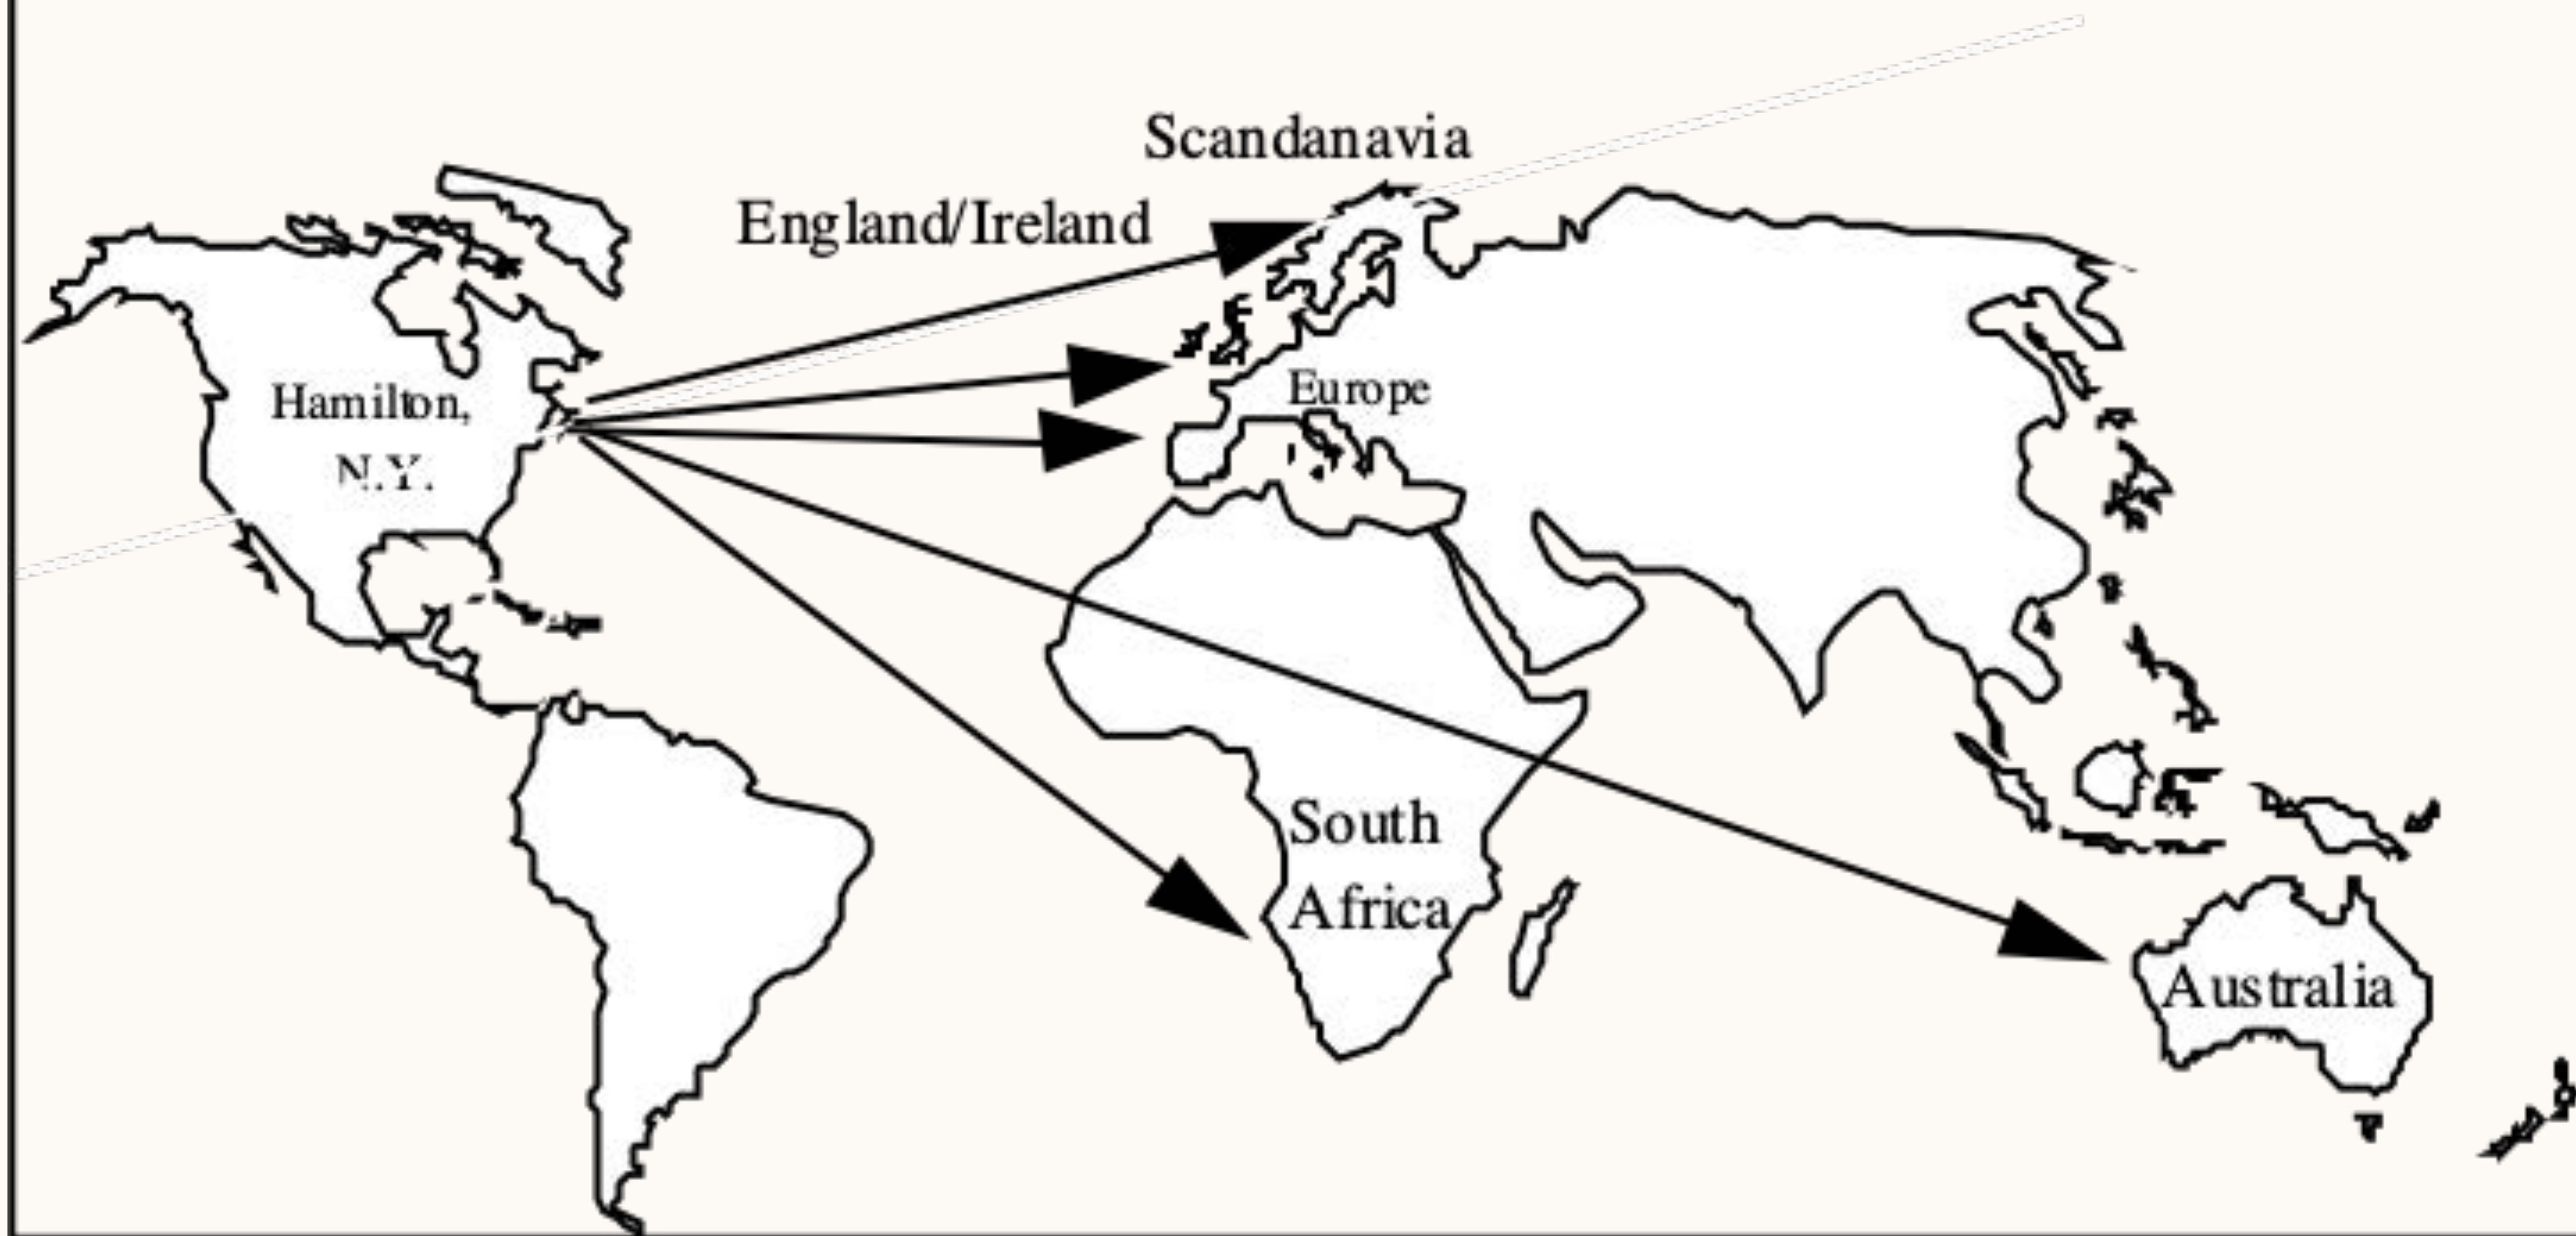 Scandanavia
England/Ireland
Hamilton,
N.Y.
Europe
South
Africa
Australia